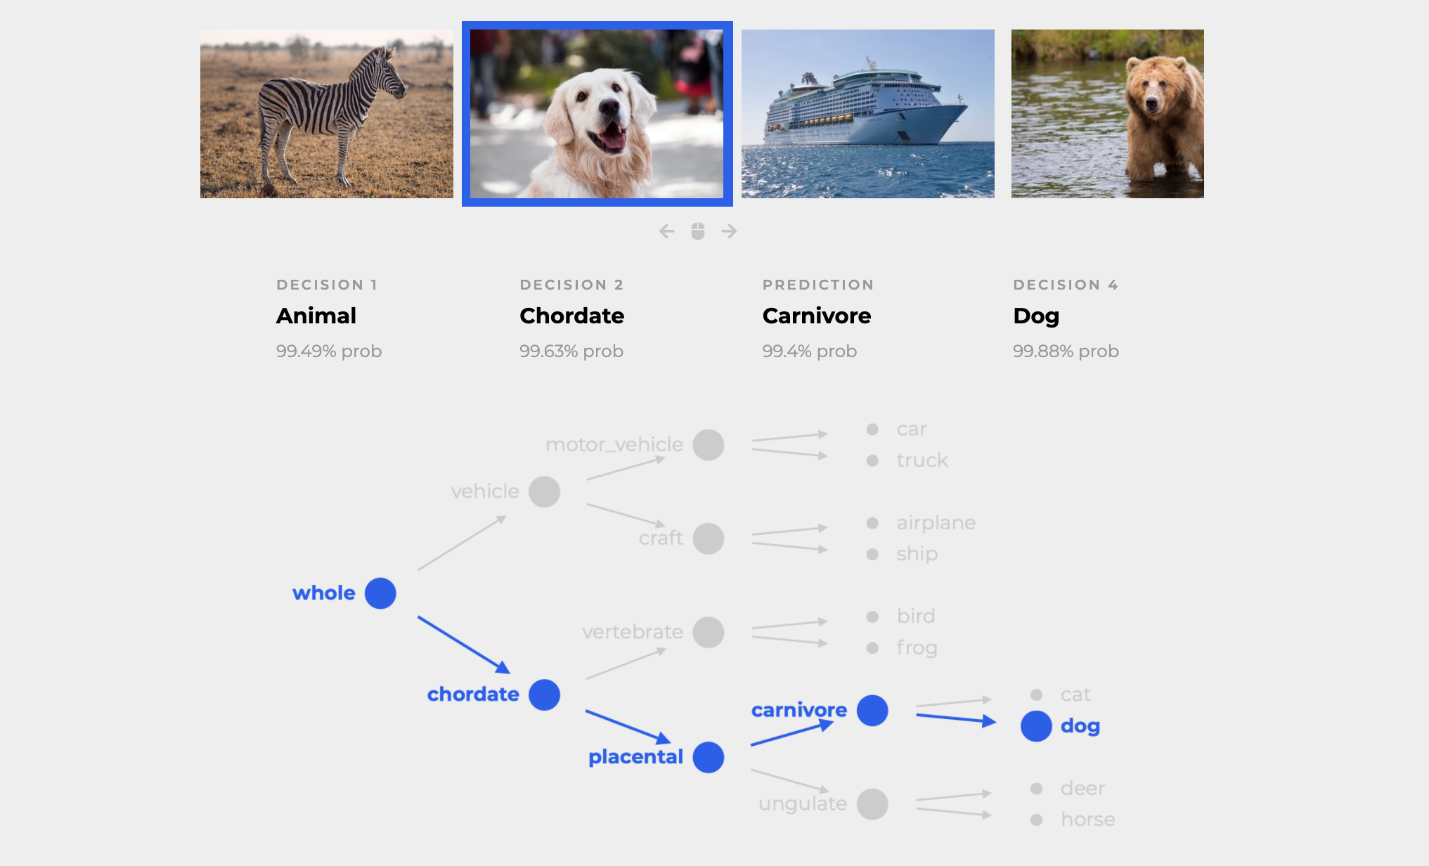 DECISION 1
Animal
99.49% prob
DECISION 2
Chordate
99.63% prob
PREDICTION
Carnivore
99.4% prob
DECISION 4
Dog
99.88% prob
motor_vehicle
car
truck
vehicle
craft
airplane
ship
whole
vertebrate
bird
frog
chordate
carnivore
cat
dog
placental
ungulate
deer
horse